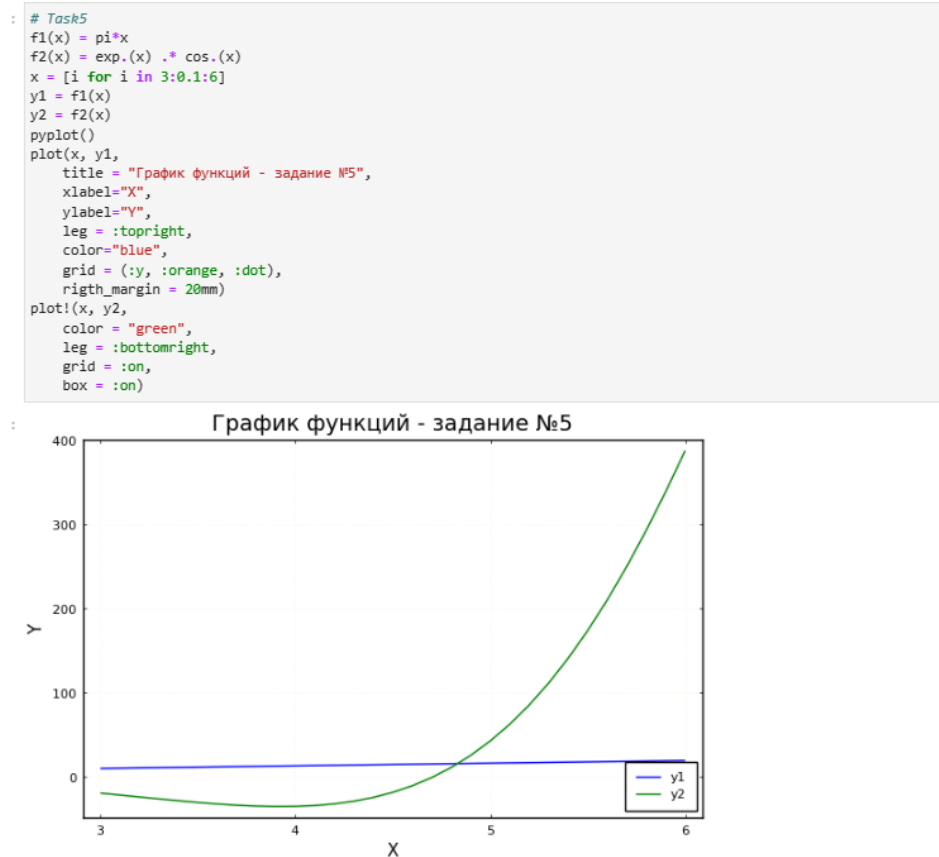 :
# Task5
f1(x) = pi*x
f2(x) = exp.(x) .* cos.(x)
x = [i for i in 3:0.1:6]
y1 = f1(x)
y2 = f2(x)
pyplot()
plot(x, y1,
    title = "График функций - задание №5",
    xlabel="X",
    ylabel="Y",
    leg = :topright,
    color="blue",
    grid = (:y, :orange, :dot),
    rigth_margin = 20mm)
plot!(x, y2,
    color = "green",
    leg = :bottomright,
    grid = :on,
    box = :on)
:
График функций - задание №5
400
300
200
100
0
Y
y1
y2
3 4 5 6
X